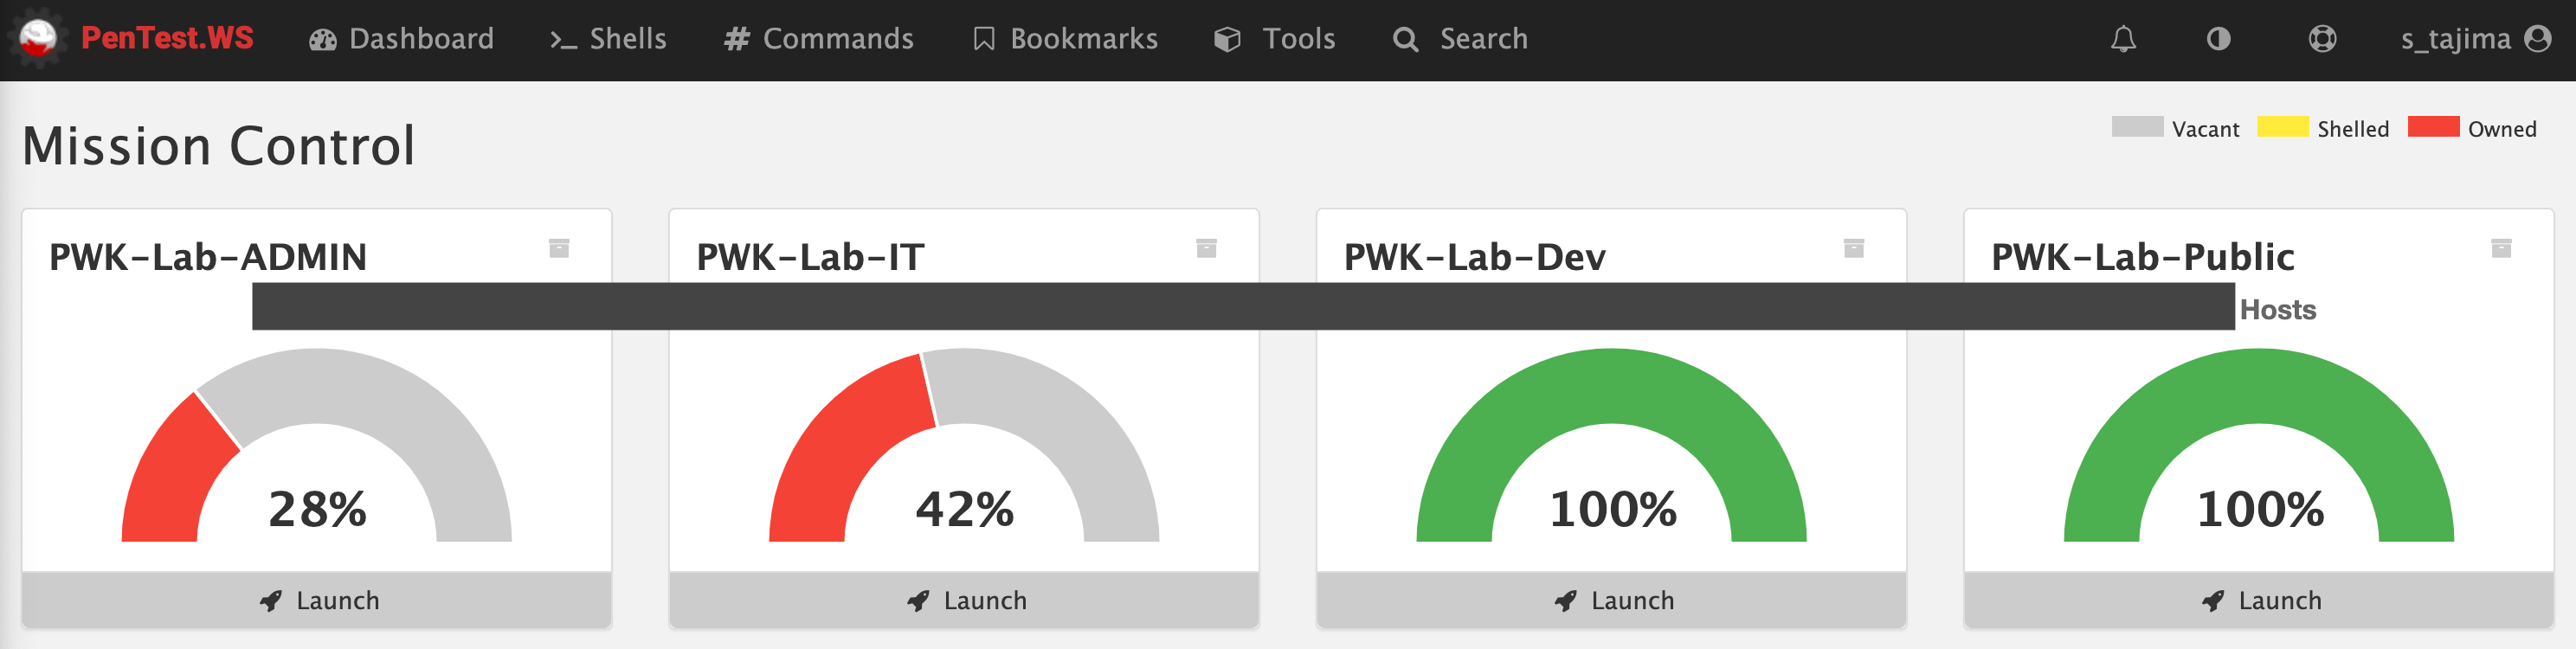 PenTest.WS Dashboard Shells Commands Bookmarks Tools Search s_tajima
Mission Control
Vacant Shelled Owned
PWK-Lab-ADMIN
28%
Launch
PWK-Lab-IT
42%
Launch
PWK-Lab-Dev
100%
Launch
PWK-Lab-Public
Hosts
100%
Launch